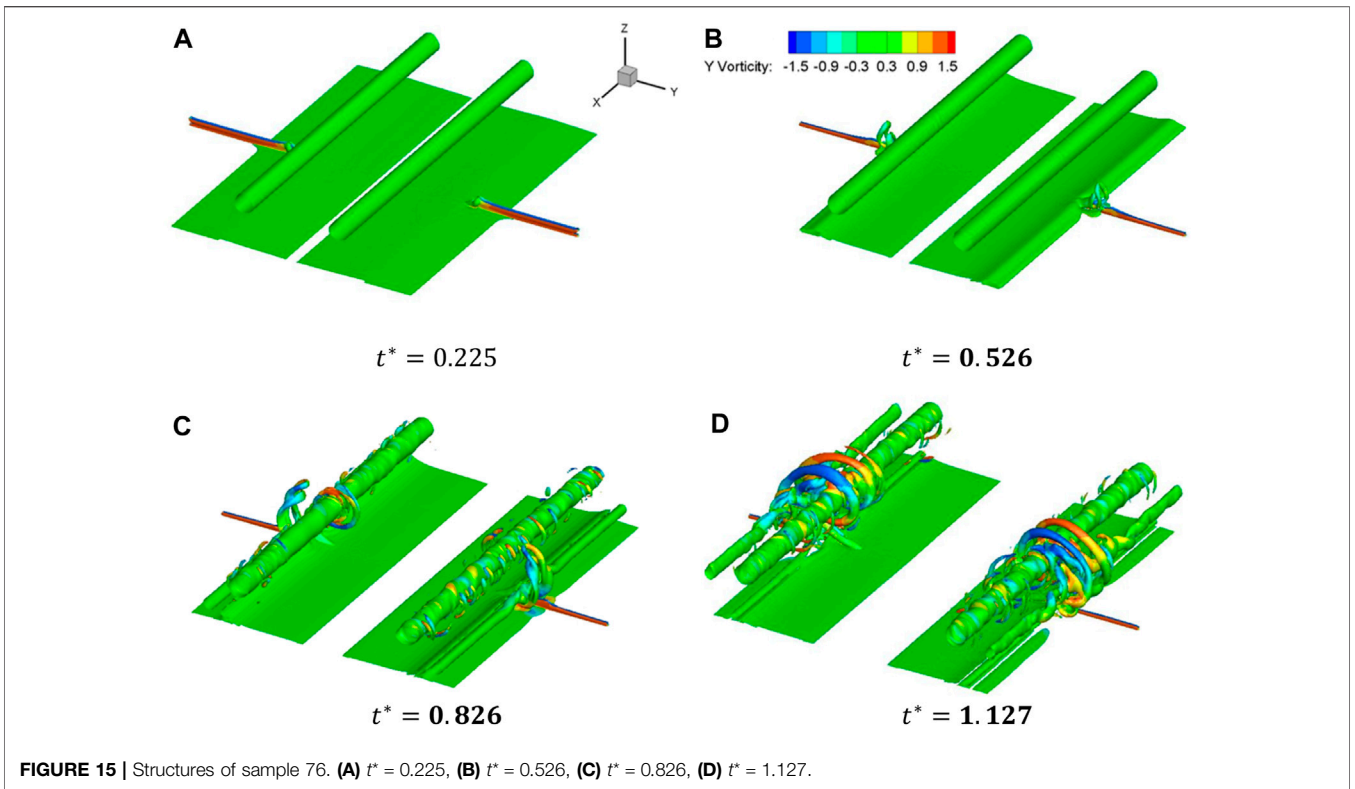 A
Z
X
Y
B
Y Vorticity: -1.5 -0.9 -0.3 0.3 0.9 1.5
t* = 0.225
t* = 0.526
C
D
t* = 0.826
t* = 1.127
FIGURE 15 | Structures of sample 76. (A) t* = 0.225, (B) t* = 0.526, (C) t* = 0.826, (D) t* = 1.127.